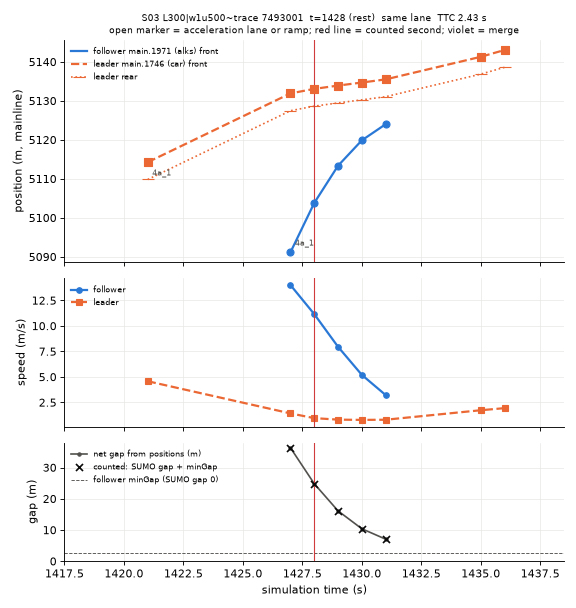 S03 L300|w1u500~trace 7493001  t=1428 (rest)  same lane  TTC 2.43 s
open marker = acceleration lane or ramp; red line = counted second; violet = merge
follower main.1971 (alks) front
leader main.1746 (car) front
leader rear
position (m, mainline)
5140
5130
5120
5110
5100
5090
4a_1
4a_1
follower
leader
speed (m/s)
12.5
10.0
7.5
5.0
2.5
net gap from positions (m)
counted: SUMO gap + minGap
follower minGap (SUMO gap 0)
gap (m)
30
20
10
0
1417.5 1420.0 1422.5 1425.0 1427.5 1430.0 1432.5 1435.0 1437.5
simulation time (s)